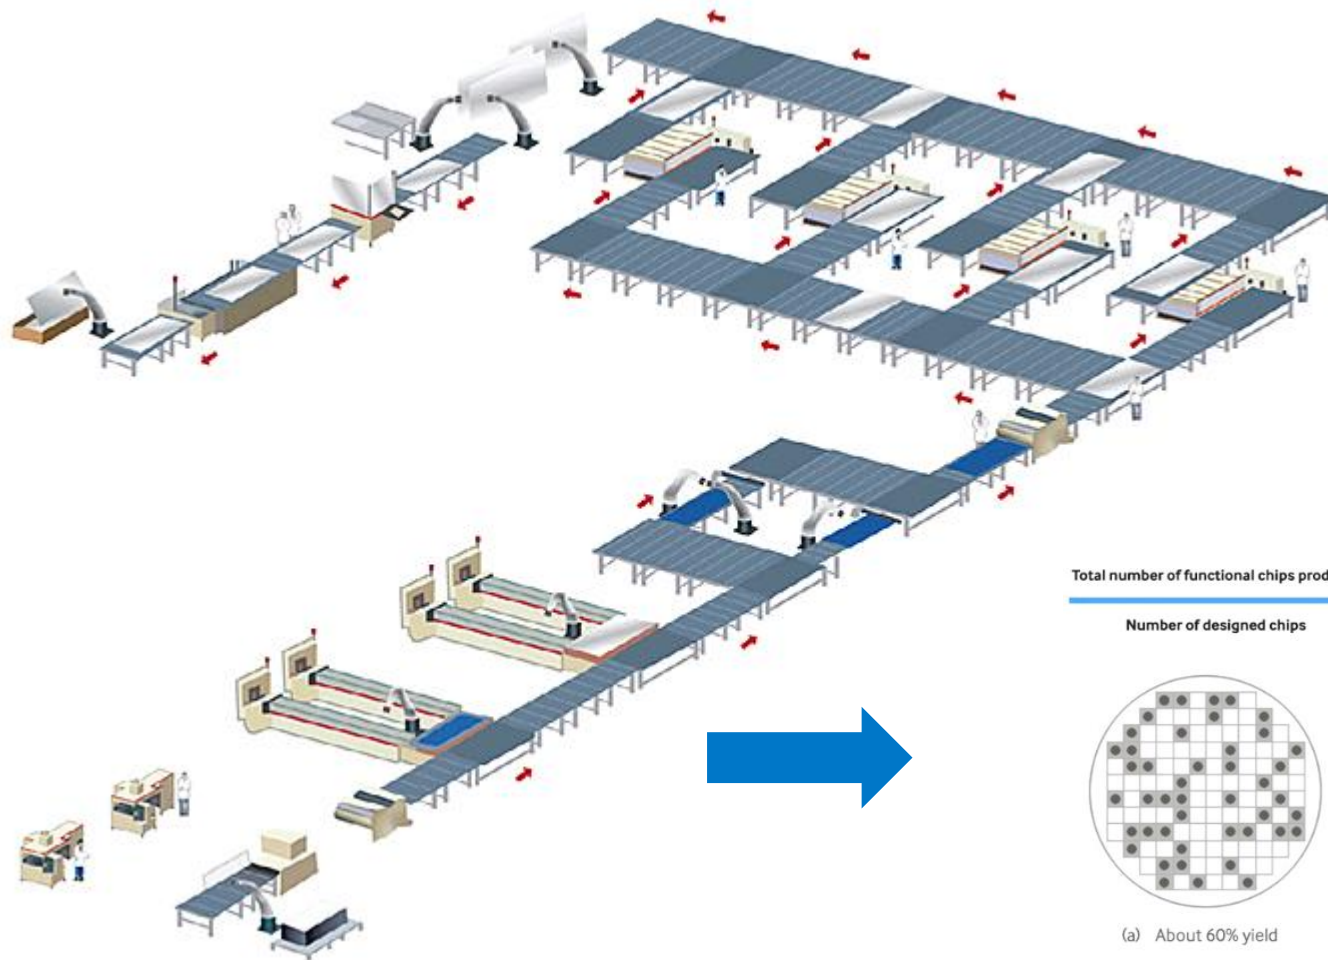 Total number of functional chips prod
Number of designed chips
(a) About 60% yield